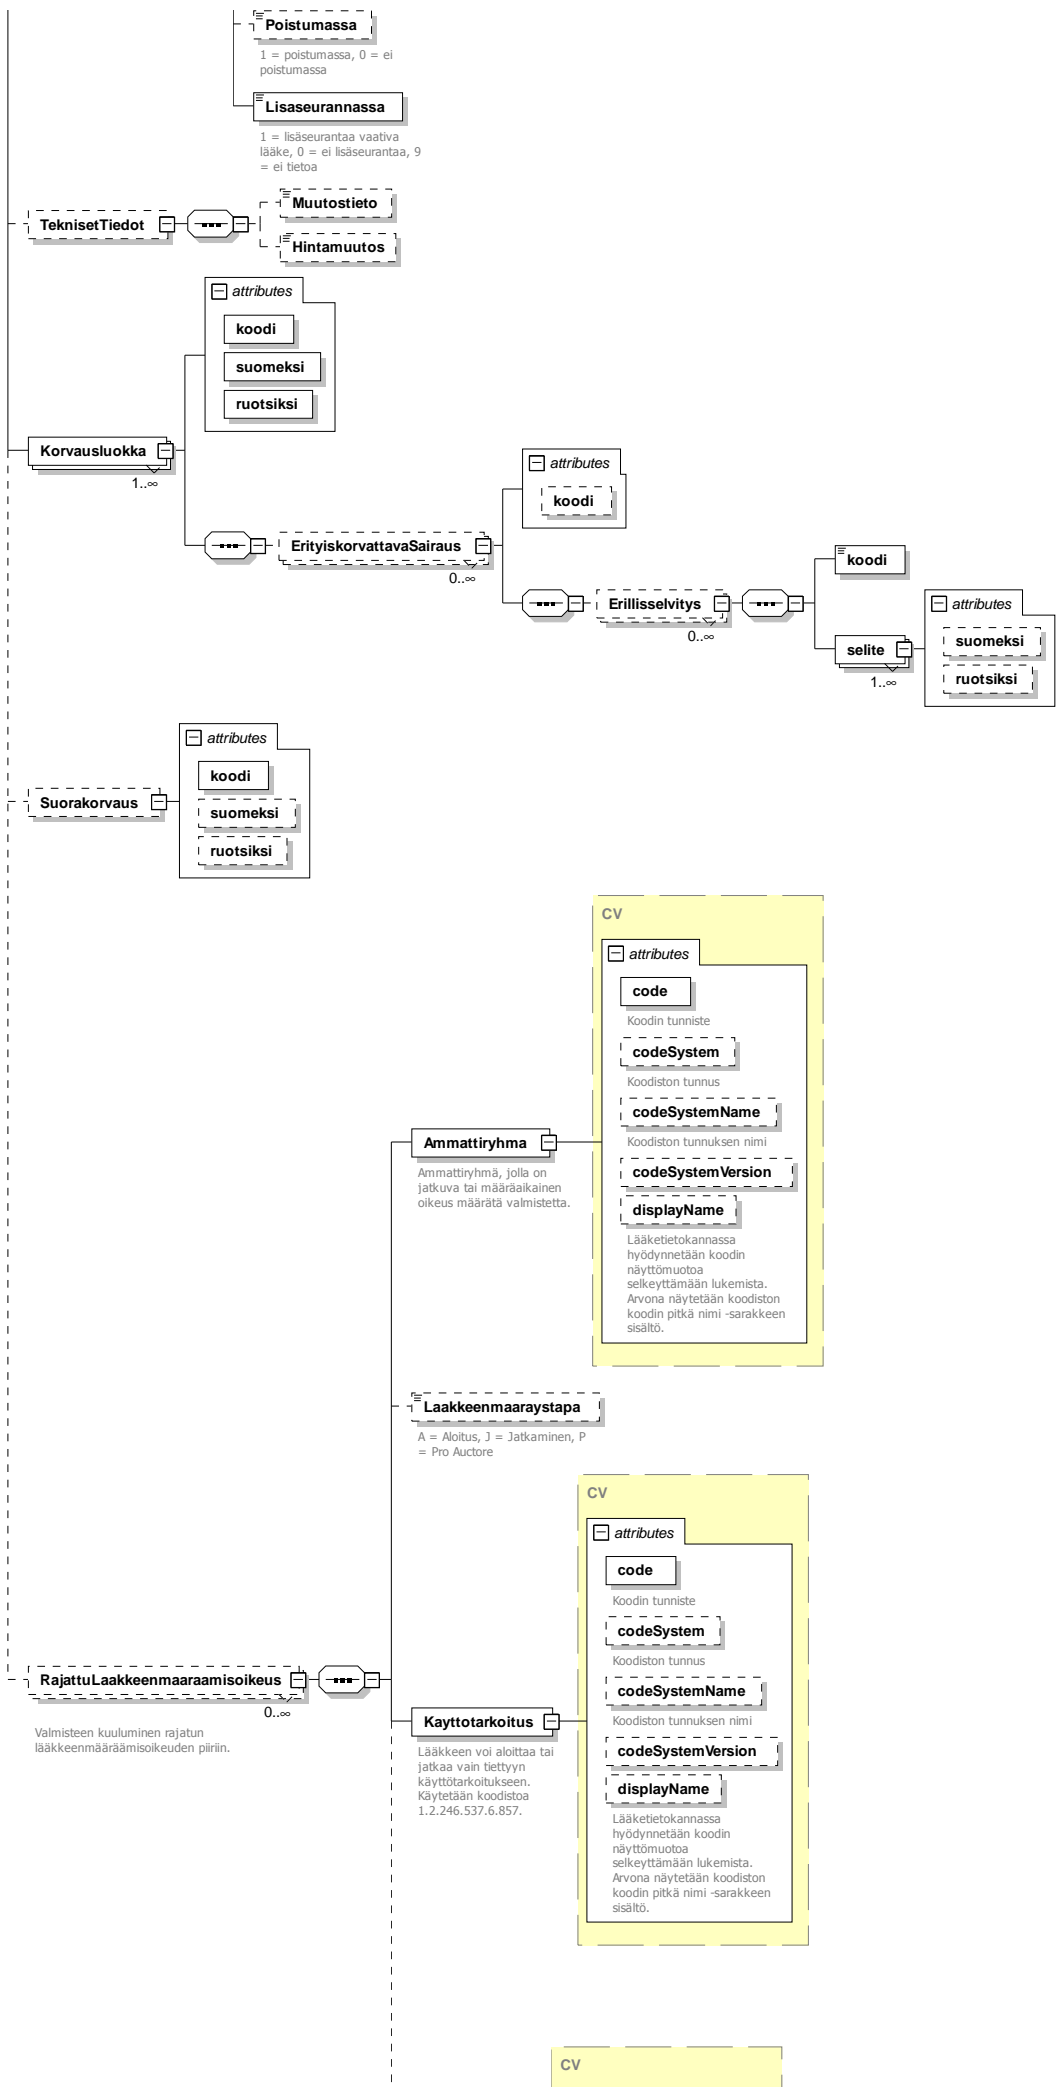 Poistumassa
1 = poistumassa, 0 = ei
poistumassa
Lisaseurannassa
1 = lisäseurantaa vaativa
lääke, 0 = ei lisäseurantaa, 9
= ei tietoa
TeknisetTiedot
Muutostieto
Hintamuutos
attributes
koodi
suomeksi
ruotsiksi
Korvausluokka
1..∞
attributes
koodi
ErityiskorvattavaSairaus
0..∞
Erillisselvitys
0..∞
koodi
selite
1..∞
attributes
suomeksi
ruotsiksi
attributes
koodi
suomeksi
ruotsiksi
Suorakorvaus
CV
attributes
code
Koodin tunniste
codeSystem
Koodiston tunnus
codeSystemName
Koodiston tunnuksen nimi
codeSystemVersion
displayName
Lääketietokannassa
hyödynnetään koodin
näyttömuotoa
selkeyttämään lukemista.
Arvona näytetään koodiston
koodin pitkä nimi -sarakkeen
sisältö.
Ammattiryhma
Ammattiryhmä, jolla on
jatkuva tai määräaikainen
oikeus määrätä valmistetta.
Laakkeenmaaraystapa
A = Aloitus, J = Jatkaminen, P
= Pro Auctore
CV
attributes
code
Koodin tunniste
codeSystem
Koodiston tunnus
codeSystemName
Koodiston tunnuksen nimi
codeSystemVersion
displayName
Lääketietokannassa
hyödynnetään koodin
näyttömuotoa
selkeyttämään lukemista.
Arvona näytetään koodiston
koodin pitkä nimi -sarakkeen
sisältö.
RajattuLaakkeenmaaraamisoikeus
0..∞
Valmisteen kuuluminen rajatun
lääkkeenmääräämisoikeuden piiriin.
Kayttotarkoitus
Lääkkeen voi aloittaa tai
jatkaa vain tiettyyn
käyttötarkoitukseen.
Käytetään koodistoa
1.2.246.537.6.857.
CV